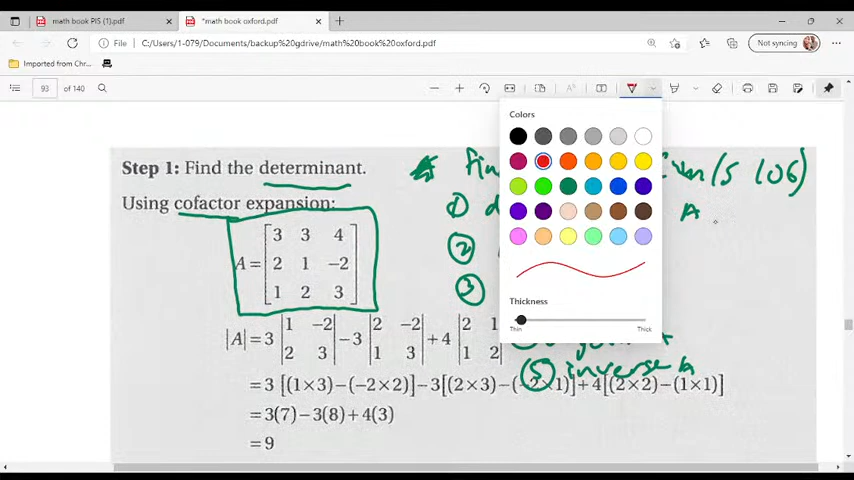 math book PIS (1).pdf
*math book oxford.pdf
File
C:/Users/1-079/Documents/backup%20gdrive/math%20book%20oxford.pdf
Not syncing
Imported from Chr...
93 of 140
Colors
Thickness
Thin
Thick
Step 1: Find the determinant.
Using cofactor expansion:
A = [3 3 4
2 1 −2
1 2 3]
|A| = 3 |1 −2 2 3| −3 |2 −2 1 3| +4 |2 1 1 2|
= 3 [(1×3)−(−2×2)]−3[(2×3)−(−2×1)]+4[(2×2)−(1×1)]
= 3(7)−3(8)+4(3)
= 9
106)
①
A
②
③
⑤ inverse A